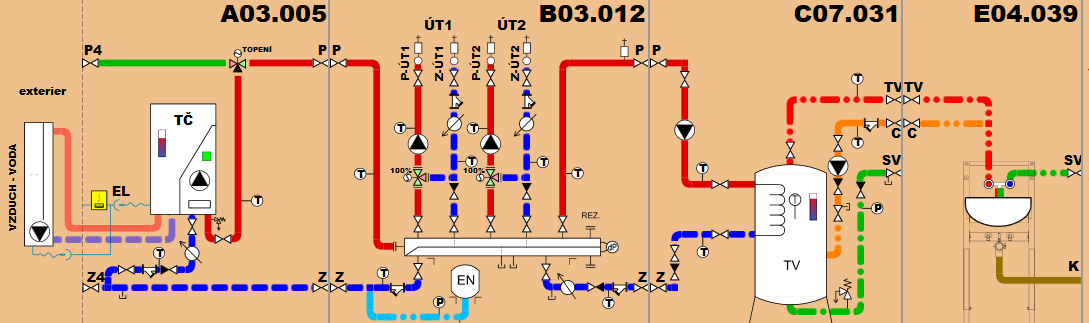 A03.005
B03.012
C07.031
E04.039
ÚT1
ÚT2
P4
TOPENÍ
P
P
P-ÚT1
Z-ÚT1
P-ÚT2
Z-ÚT2
P
P
exterier
TČ
TV
TV
T
C
C
T
T
T
T
T
SV
SV
VZDUCH - VODA
EL
T
T
100%
T
100%
T
T
T
T
P
REZ.
T
T
dP
Z4
Z
Z
T
P
EN
T
Z
Z
TV
K